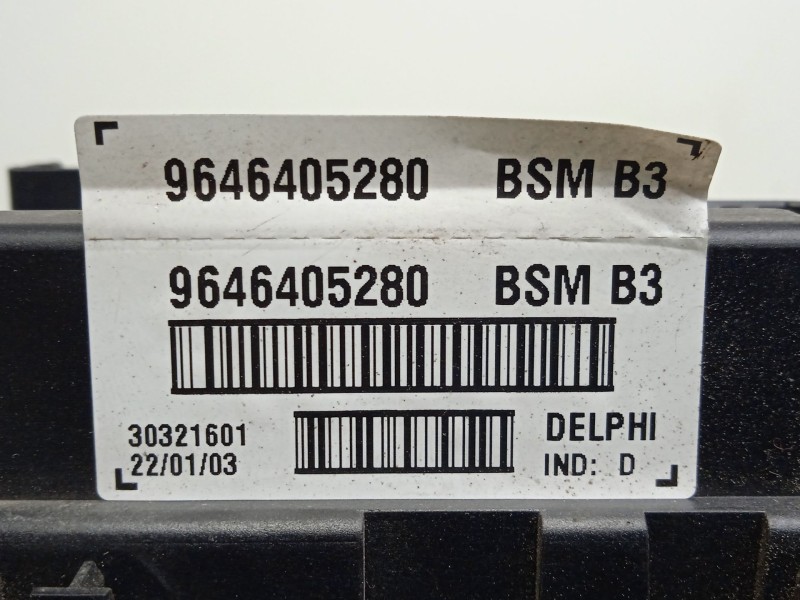 9646405280 BSM B3
9646405280 BSM B3
30321601 DELPHI
22/01/03 IND: D